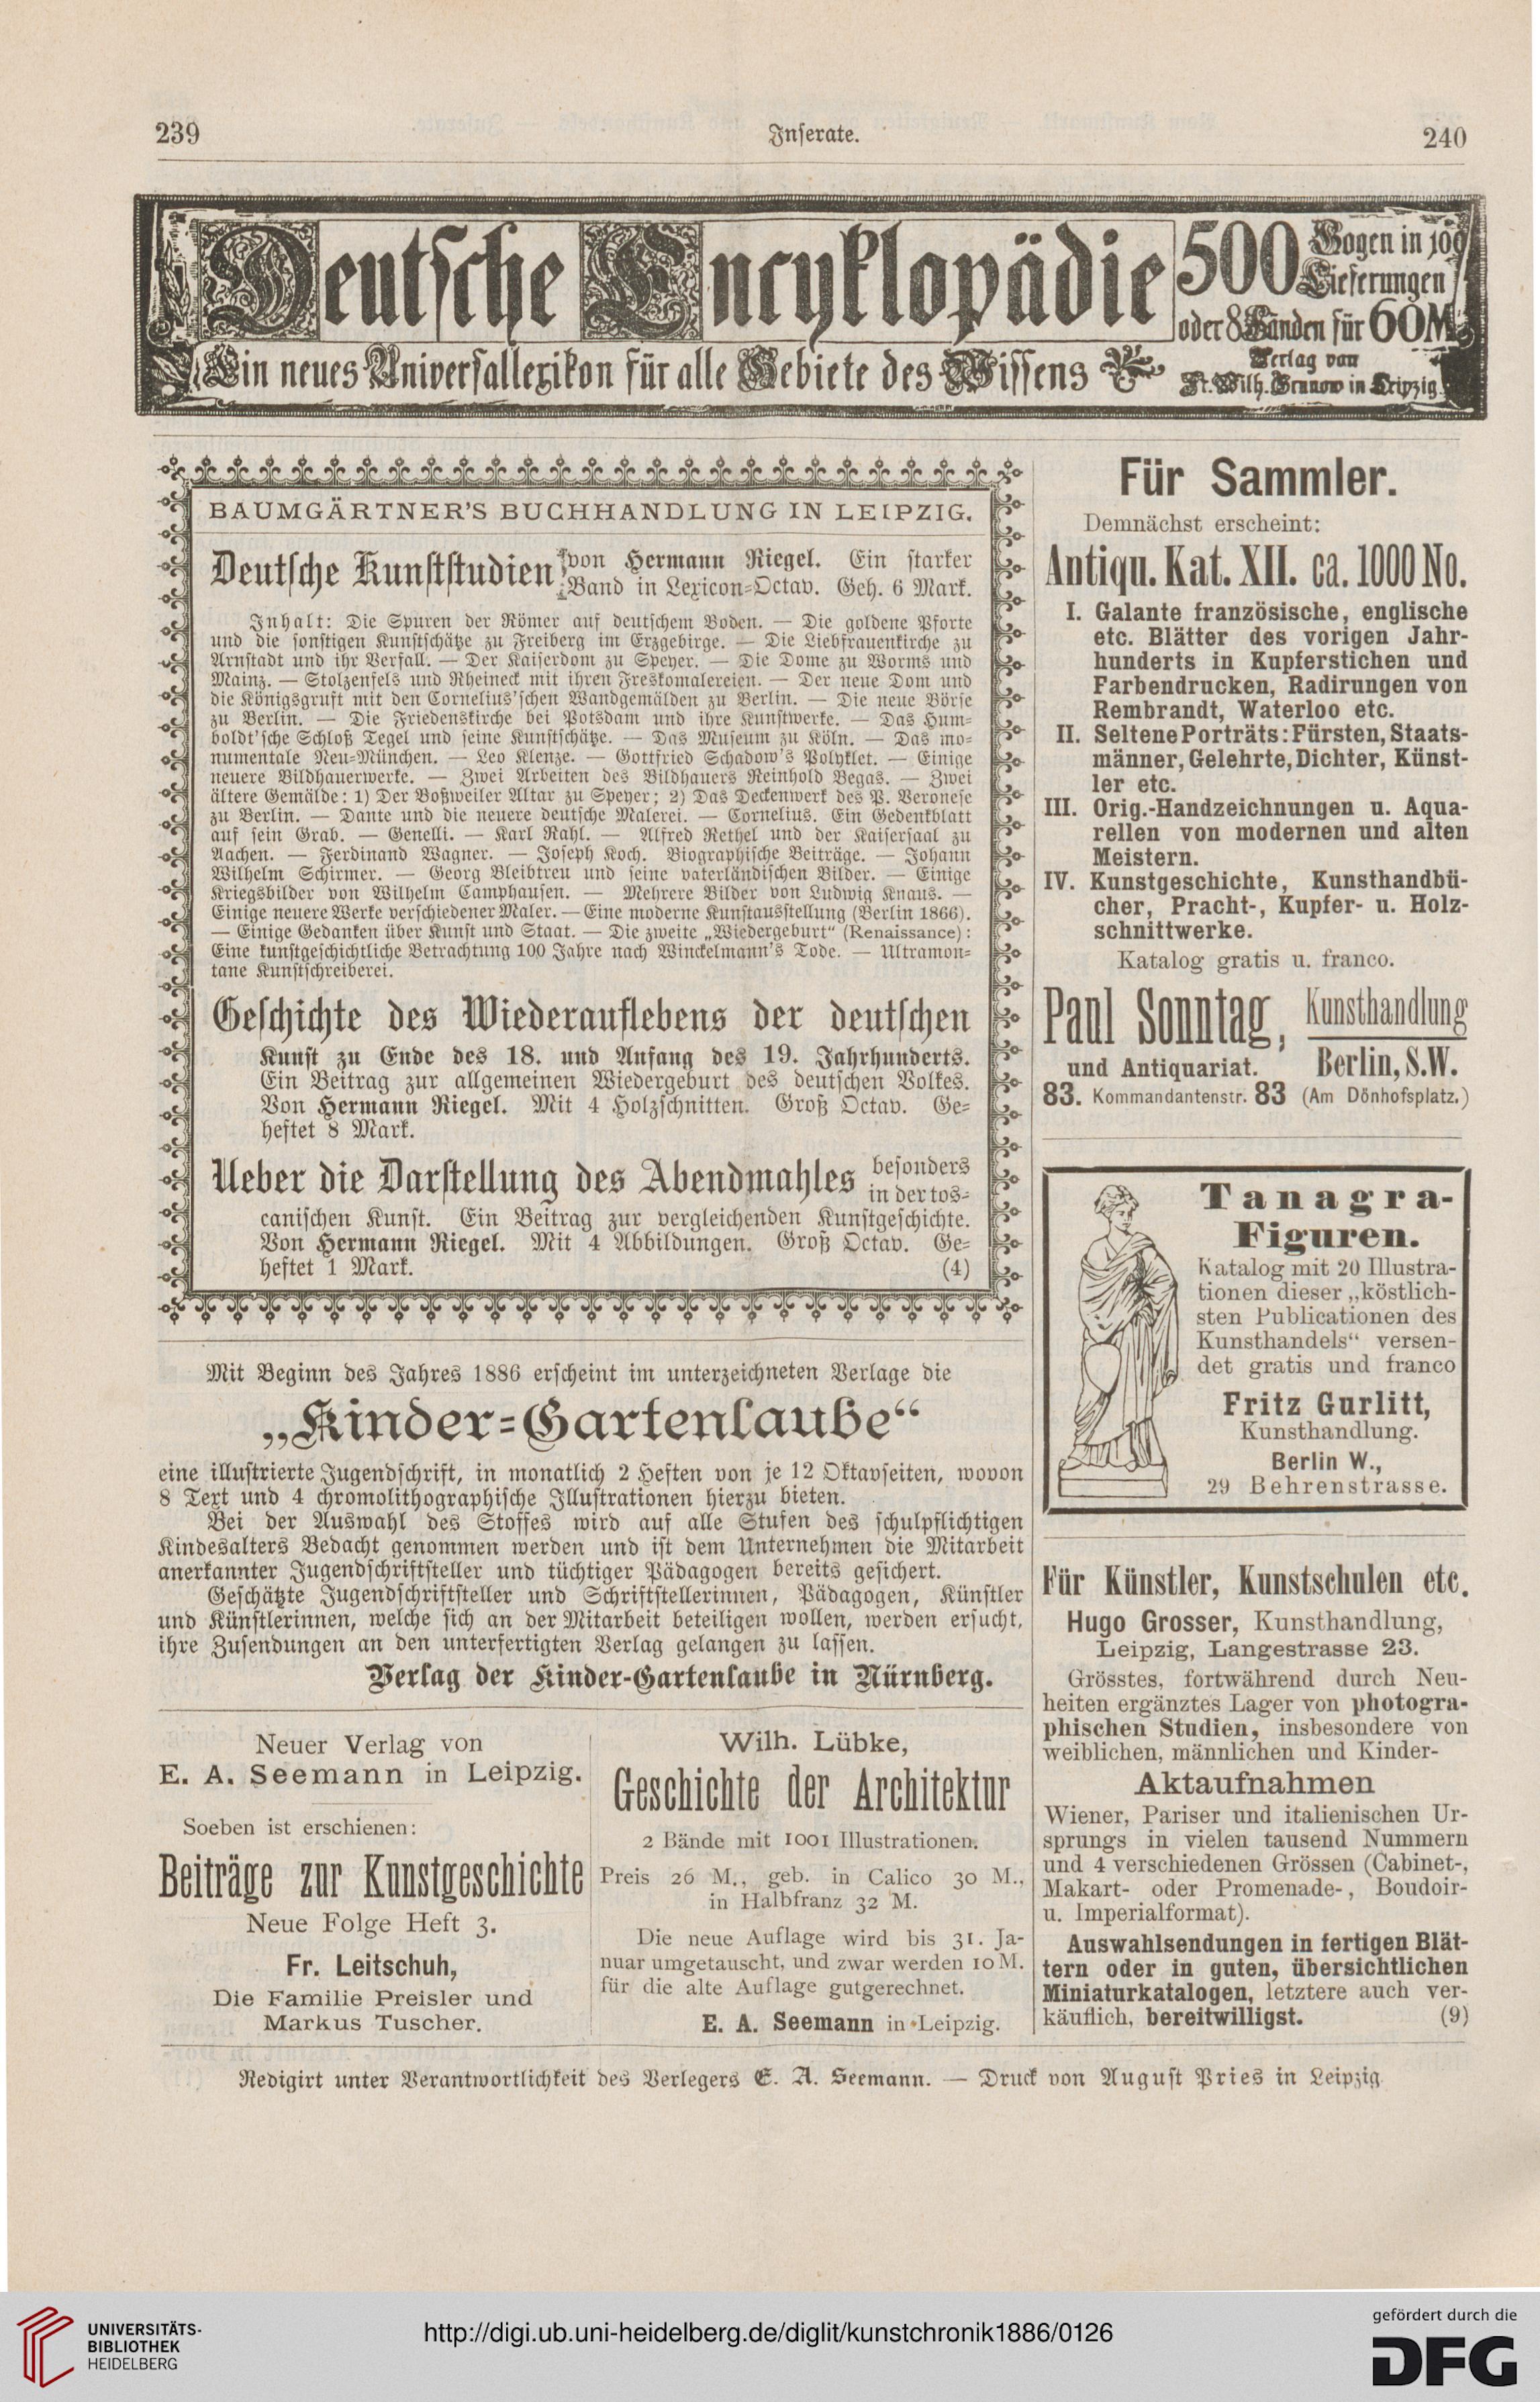 239
Inserate.
240
Deutsche Encyklopädie
500 Bogen in 100
Lieferungen
oder 8 Bänden für 60 M
Ein neues Universallexikon für alle Gebiete des Wissens
Verlag von
Fr. Wilh. Grunow in Leipzig.
BAUMGÄRTNER'S BUCHHANDLUNG IN LEIPZIG.
Deutsche Kunststudien von Hermann Riegel. Ein starker
Band in Lexicon-Octav. Geh. 6 Mark.
Inhalt: Die Spuren der Römer auf deutschem Boden. — Die goldene Pforte
und die sonstigen Kunstschätze zu Freiberg im Erzgebirge. — Die Liebfrauenkirche zu
Arnstadt und ihr Verfall. — Der Kaiserdom zu Speyer. — Die Dome zu Worms und
Mainz. — Stolzenfels und Rheineck mit ihren Freskomalereien. — Der neue Dom und
die Königsgruft mit den Cornelius'schen Wandgemälden zu Berlin. — Die neue Börse
zu Berlin. — Die Friedenskirche bei Potsdam und ihre Kunstwerke. — Das Hum-
boldt'sche Schloß Tegel und seine Kunstschätze. — Das Museum zu Köln. — Das mo-
numentale Neu-München. — Leo Klenze. — Gottfried Schadow's Polyklet. — Einige
neuere Bildhauerwerke. — Zwei Arbeiten des Bildhauers Reinhold Begas. — Zwei
ältere Gemälde: 1) Der Boßweiler Altar zu Speyer; 2) Das Deckenwerk des P. Veronese
zu Berlin. — Dante und die neuere deutsche Malerei. — Cornelius. Ein Gedenkblatt
auf sein Grab. — Genelli. — Karl Rahl. — Alfred Rethel und der Kaisersaal zu
Aachen. — Ferdinand Wagner. — Joseph Koch. Biographische Beiträge. — Johann
Wilhelm Schirmer. — Georg Bleibtreu und seine vaterländischen Bilder. — Einige
Kriegsbilder von Wilhelm Camphausen. — Mehrere Bilder von Ludwig Knaus. —
Einige neuere Werke verschiedener Maler. — Eine moderne Kunstausstellung (Berlin 1866).
— Einige Gedanken über Kunst und Staat. — Die zweite „Wiedergeburt“ (Renaissance):
Eine kunstgeschichtliche Betrachtung 100 Jahre nach Winckelmann's Tode. — Ultramon-
tane Kunstschreiberei.
Geschichte des Wiederauflebens der deutschen
Kunst zu Ende des 18. und Anfang des 19. Jahrhunderts.
Ein Beitrag zur allgemeinen Wiedergeburt des deutschen Volkes.
Von Hermann Riegel. Mit 4 Holzschnitten. Groß Octav. Ge-
heftet 8 Mark.
Ueber die Darstellung des Abendmahles besonders
in der tos-
canischen Kunst. Ein Beitrag zur vergleichenden Kunstgeschichte.
Von Hermann Riegel. Mit 4 Abbildungen. Groß Octav. Ge-
heftet 1 Mark. (4)
Mit Beginn des Jahres 1886 erscheint im unterzeichneten Verlage die
„Kinder-Gartenlaube“
eine illustrierte Jugendschrift, in monatlich 2 Heften von je 12 Oktavseiten, wovon
8 Text und 4 chromolithographische Illustrationen hierzu bieten.
Bei der Auswahl des Stoffes wird auf alle Stufen des schulpflichtigen
Kindesalters Bedacht genommen werden und ist dem Unternehmen die Mitarbeit
anerkannter Jugendschriftsteller und tüchtiger Pädagogen bereits gesichert.
Geschätzte Jugendschriftsteller und Schriftstellerinnen, Pädagogen, Künstler
und Künstlerinnen, welche sich an der Mitarbeit beteiligen wollen, werden ersucht,
ihre Zusendungen an den unterfertigten Verlag gelangen zu lassen.
Verlag der Kinder-Gartenlaube in Nürnberg.
Neuer Verlag von
E. A. Seemann in Leipzig.
Soeben ist erschienen:
Beiträge zur Kunstgeschichte
Neue Folge Heft 3.
Fr. Leitschuh,
Die Familie Preisler und
Markus Tuscher.
Wilh. Lübke,
Geschichte der Architektur
2 Bände mit 1001 Illustrationen.
Preis 26 M., geb. in Calico 30 M.,
in Halbfranz 32 M.
Die neue Auflage wird bis 31. Ja-
nuar umgetauscht, und zwar werden 10 M.
für die alte Auflage gutgerechnet.
E. A. Seemann in Leipzig.
Für Sammler.
Demnächst erscheint:
Antiqu. Kat. XII. ca. 1000 No.
I. Galante französische, englische
etc. Blätter des vorigen Jahr-
hunderts in Kupferstichen und
Farbendrucken, Radirungen von
Rembrandt, Waterloo etc.
II. Seltene Porträts: Fürsten, Staats-
männer, Gelehrte, Dichter, Künst-
ler etc.
III. Orig.-Handzeichnungen u. Aqua-
rellen von modernen und alten
Meistern.
IV. Kunstgeschichte, Kunsthandbü-
cher, Pracht-, Kupfer- u. Holz-
schnittwerke.
Katalog gratis u. franco.
Paul Sonntag, Kunsthandlung
und Antiquariat. Berlin, S.W.
83. Kommandantenstr. 83 (Am Dönhofsplatz.)
Tanagra-
Figuren.
Katalog mit 20 Illustra-
tionen dieser „köstlich-
sten Publicationen des
Kunsthandels“ versen-
det gratis und franco
Fritz Gurlitt,
Kunsthandlung.
Berlin W.,
29 Behrenstrasse.
Für Künstler, Kunstschulen etc.
Hugo Grosser, Kunsthandlung,
Leipzig, Langestrasse 23.
Grösstes, fortwährend durch Neu-
heiten ergänztes Lager von photogra-
phischen Studien, insbesondere von
weiblichen, männlichen und Kinder-
Aktaufnahmen
Wiener, Pariser und italienischen Ur-
sprungs in vielen tausend Nummern
und 4 verschiedenen Grössen (Cabinet-,
Makart- oder Promenade-, Boudoir-
u. Imperialformat).
Auswahlsendungen in fertigen Blät-
tern oder in guten, übersichtlichen
Miniaturkatalogen, letztere auch ver-
käuflich, bereitwilligst. (9)
Redigirt unter Verantwortlichkeit des Verlegers E. A. Seemann. — Druck von August Pries in Leipzig
UNIVERSITÄTS-
BIBLIOTHEK
HEIDELBERG
http://digi.ub.uni-heidelberg.de/diglit/kunstchronik1886/0126
gefördert durch die
DFG